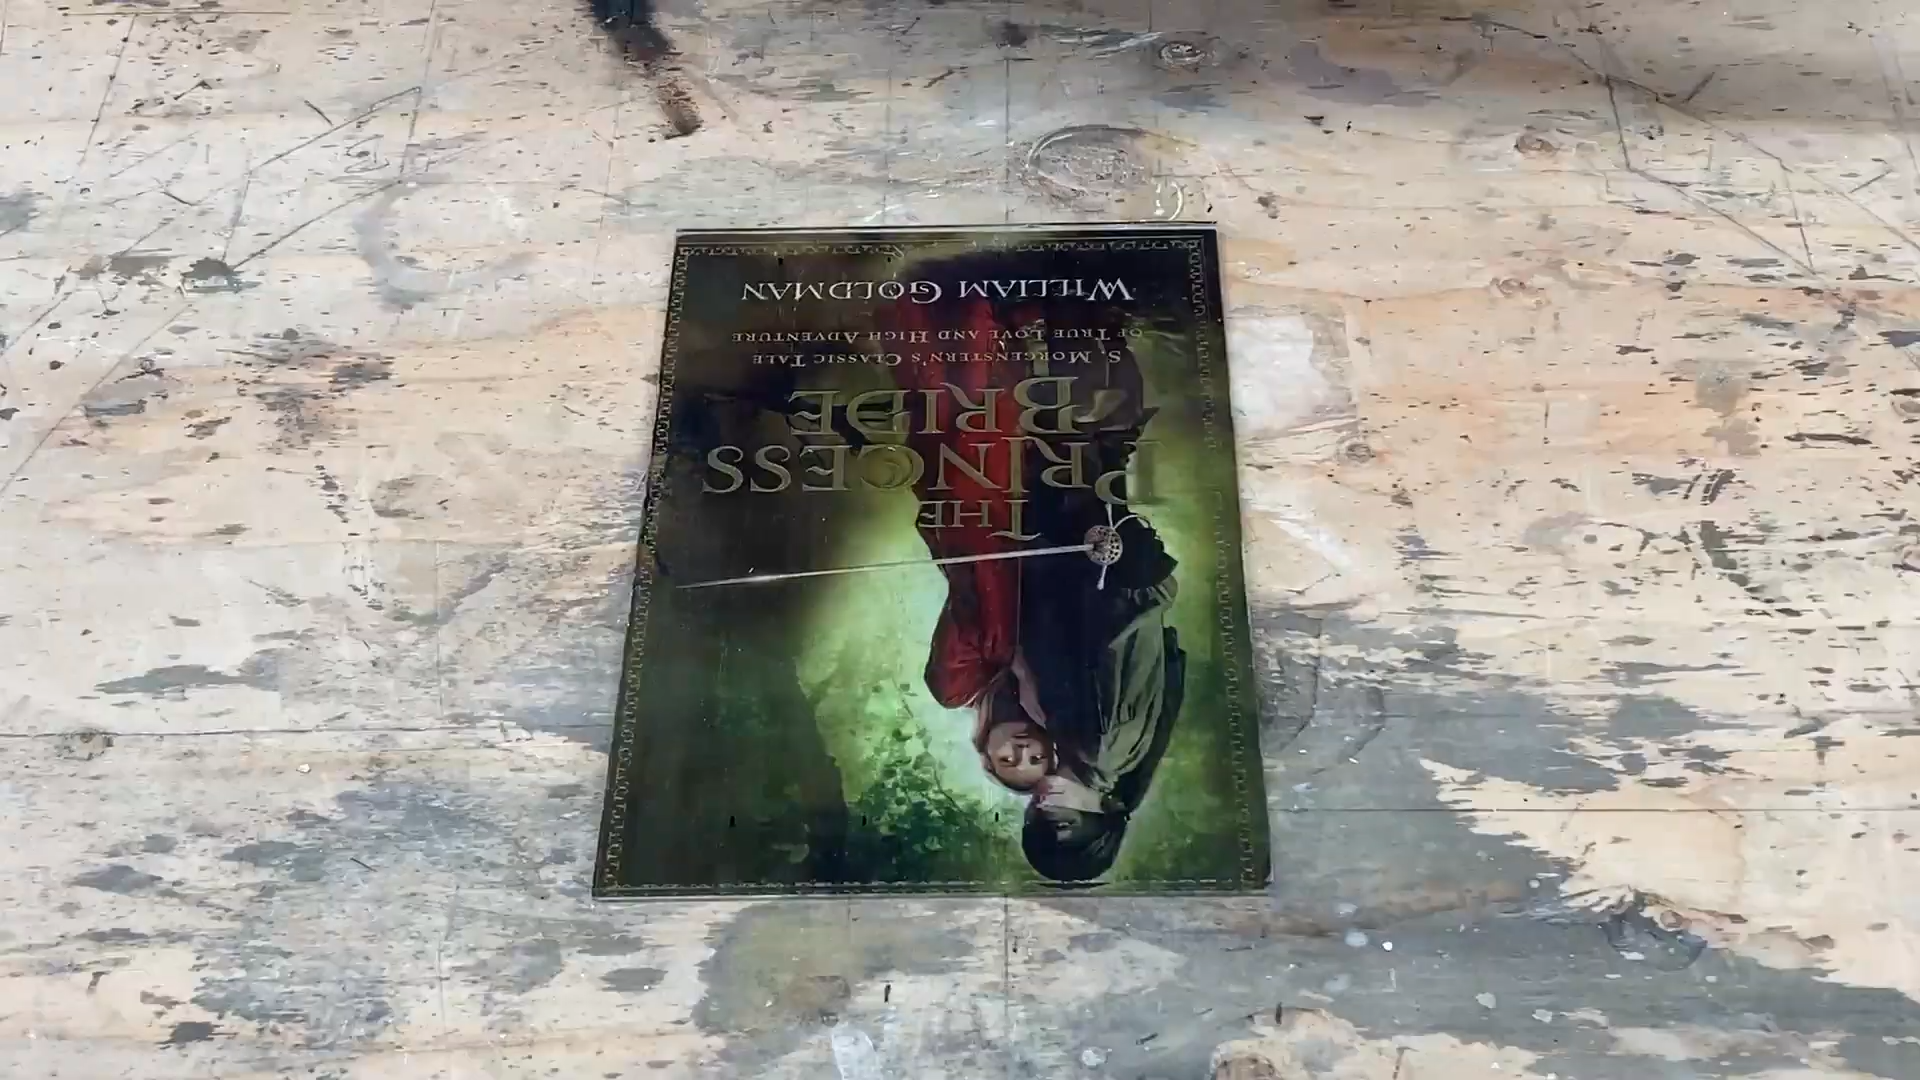 THE
PRINCESS
BRIDE
S. MORGENSTERN'S CLASSIC TALE
OF TRUE LOVE AND HIGH ADVENTURE
WILLIAM GOLDMAN